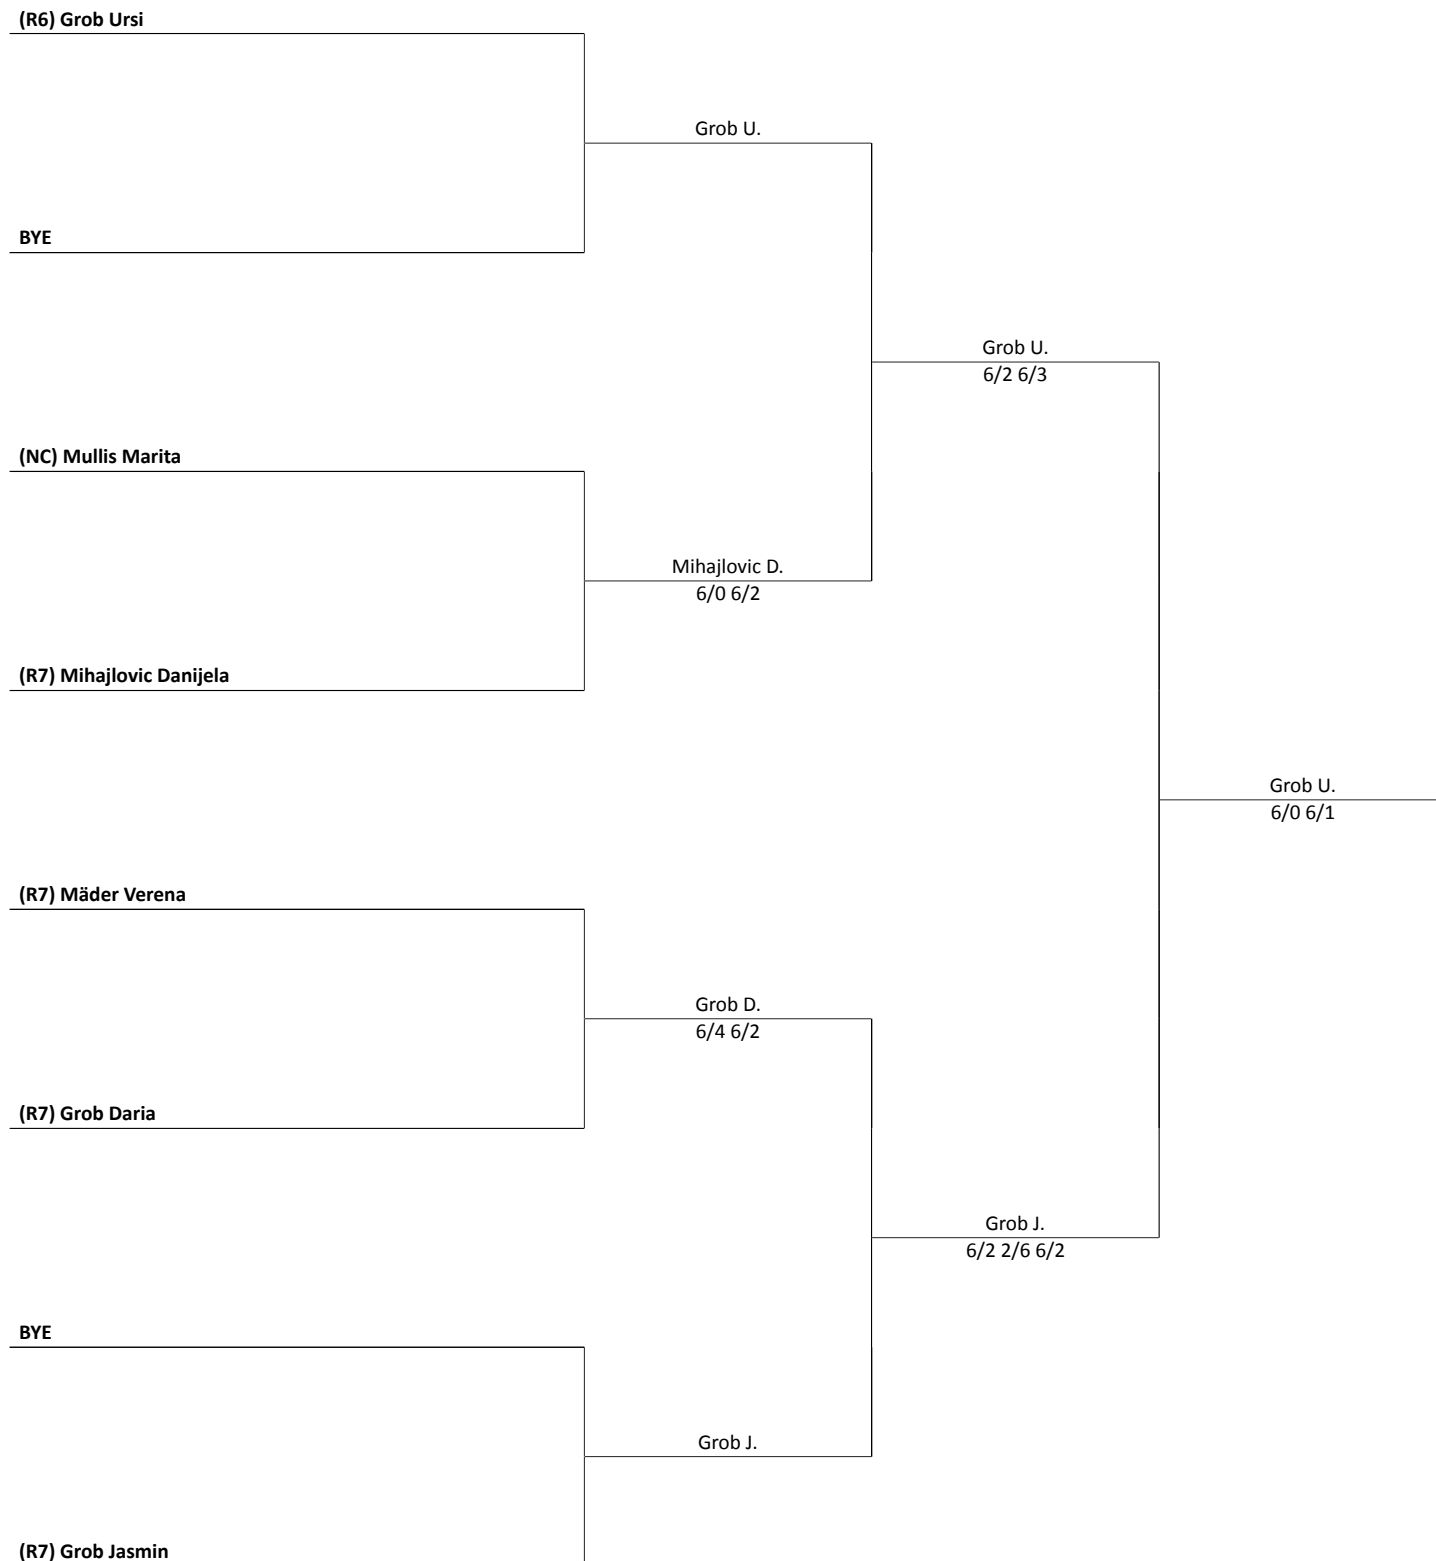 (R6) Grob Ursi
Grob U.
BYE
Grob U.
6/2 6/3
(NC) Mullis Marita
Mihajlovic D.
6/0 6/2
(R7) Mihajlovic Danijela
Grob U.
6/0 6/1
(R7) Mäder Verena
Grob D.
6/4 6/2
(R7) Grob Daria
Grob J.
6/2 2/6 6/2
BYE
Grob J.
(R7) Grob Jasmin